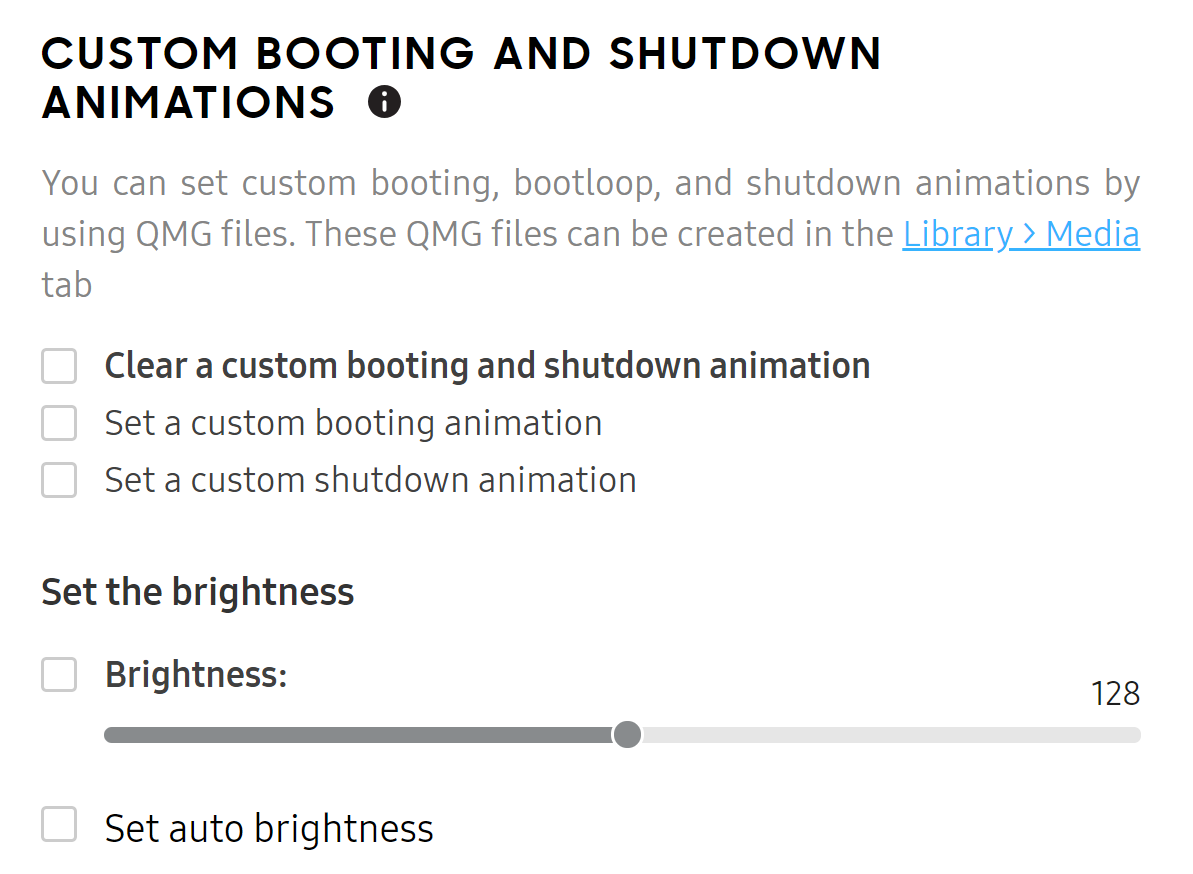 CUSTOM BOOTING AND SHUTDOWN
ANIMATIONS
You can set custom booting, bootloop, and shutdown animations by
using QMG files. These QMG files can be created in the Library > Media
tab
Clear a custom booting and shutdown animation
Set a custom booting animation
Set a custom shutdown animation
Set the brightness
Brightness:
128
Set auto brightness